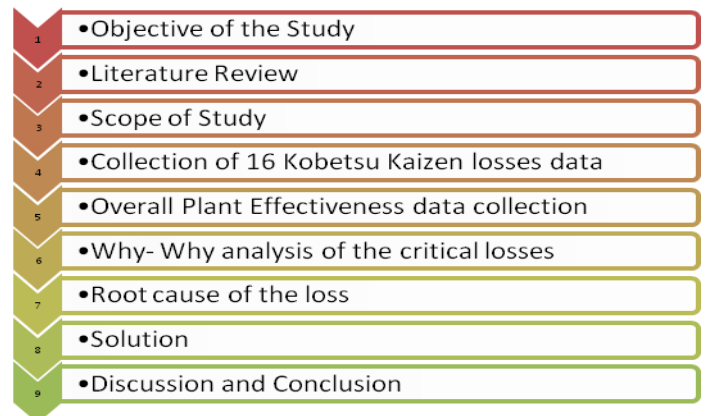 1 •Objective of the Study
2 •Literature Review
3 •Scope of Study
4 •Collection of 16 Kobetsu Kaizen losses data
5 •Overall Plant Effectiveness data collection
6 •Why- Why analysis of the critical losses
7 •Root cause of the loss
8 •Solution
9 •Discussion and Conclusion